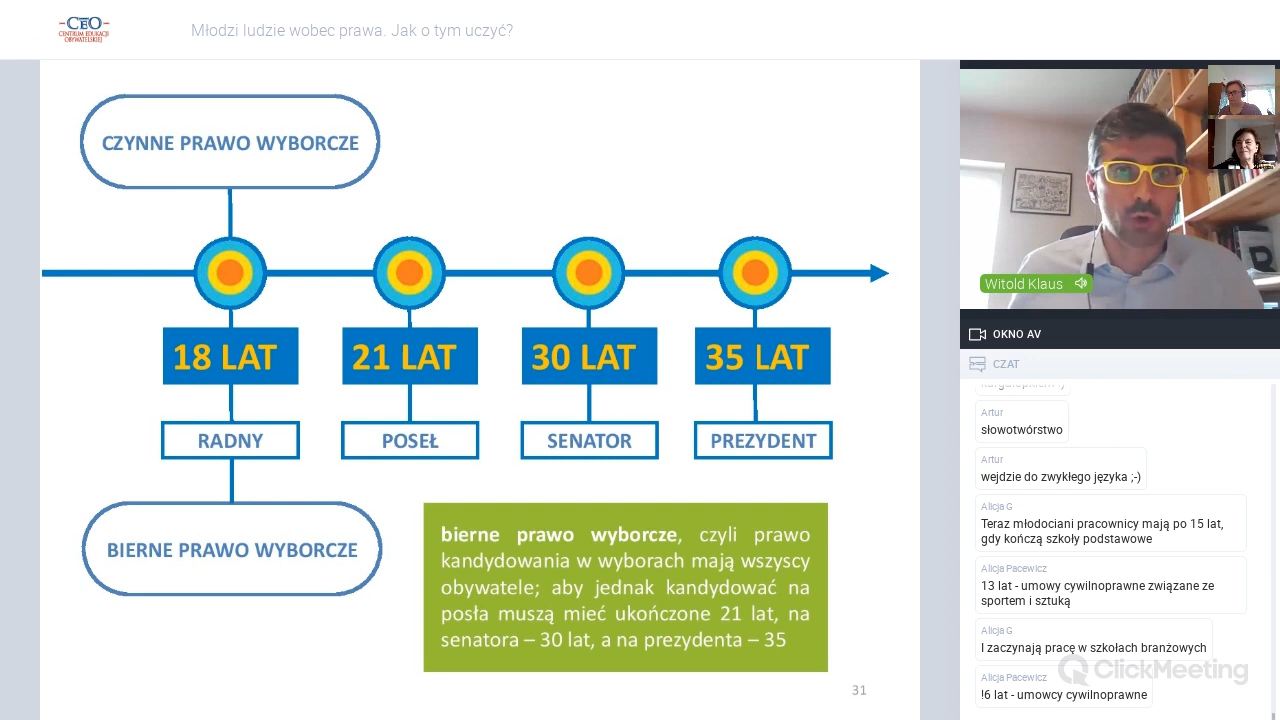 CEO
CENTRUM EDUKACJI
OBYWATELSKIEJ
Młodzi ludzie wobec prawa. Jak o tym uczyć?
CZYNNE PRAWO WYBORCZE
18 LAT
21 LAT
30 LAT
35 LAT
RADNY
POSEŁ
SENATOR
PREZYDENT
BIERNE PRAWO WYBORCZE
bierne prawo wyborcze, czyli prawo
kandydowania w wyborach mają wszyscy
obywatele; aby jednak kandydować na
posła muszą mieć ukończone 21 lat, na
senatora – 30 lat, a na prezydenta – 35
31
Witold Klaus
OKNO AV
CZAT
Artur
słowotwórstwo
Artur
wejdzie do zwykłego języka ;-)
Alicja G
Teraz młodociani pracownicy mają po 15 lat,
gdy kończą szkoły podstawowe
Alicja Pacewicz
13 lat - umowy cywilnoprawne związane ze
sportem i sztuką
Alicja G
I zaczynają pracę w szkołach branżowych
Alicja Pacewicz
!6 lat - umowcy cywilnoprawne
ClickMeeting